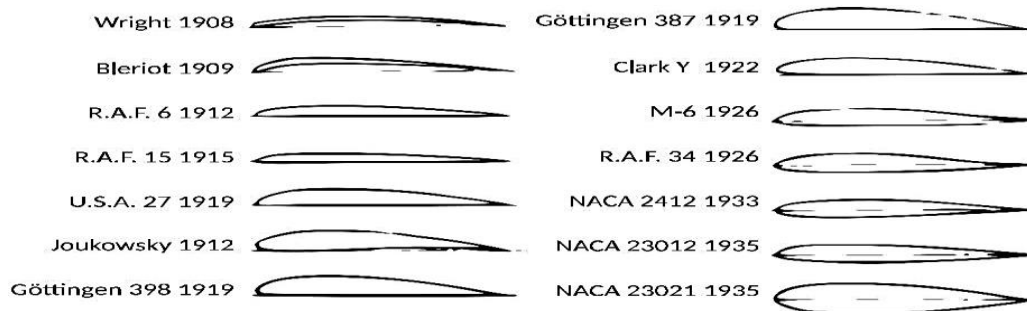 Wright 1908
Bleriot 1909
R.A.F. 6 1912
R.A.F. 15 1915
U.S.A. 27 1919
Joukowsky 1912
Göttingen 398 1919
Göttingen 387 1919
Clark Y 1922
M-6 1926
R.A.F. 34 1926
NACA 2412 1933
NACA 23012 1935
NACA 23021 1935